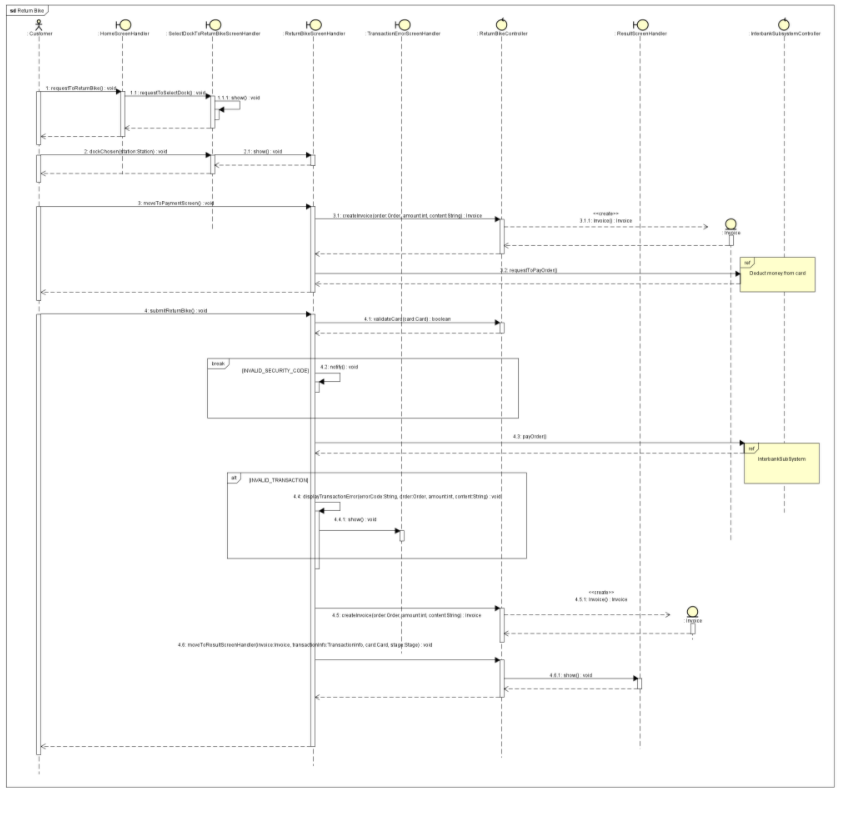 sd Return Bike
: Customer
: HomeScreenHandler
: SelectDockToReturnBikeScreenHandler
: ReturnBikeScreenHandler
: TransactionErrorScreenHandler
: ReturnBikeController
: ResultScreenHandler
: InterbankSubsystemController
1: requestToReturnBike() : void
1.1: requestToSelectDock() : void
1.1.1: show() : void
2: dockChosen(station:Station) : void
2.1: show() : void
3: moveToPaymentScreen() : void
3.1: createInvoice(order:Order, amount:int, content:String) : Invoice
<<create>>
3.1.1: Invoice() : Invoice
: Invoice
ref
Deduct money from card
3.2: requestToPayOrder()
4: submitReturnBike() : void
4.1: validateCard(card:Card) : boolean
break
[INVALID_SECURITY_CODE]
4.2: notify() : void
4.3: payOrder()
ref
InterbankSubSystem
alt
[INVALID_TRANSACTION]
4.4: displayTransactionError(errorCode:String, order:Order, amount:int, content:String) : void
4.4.1: show() : void
<<create>>
4.5.1: Invoice() : Invoice
4.5: createInvoice(order:Order, amount:int, content:String) : Invoice
: Invoice
4.6: moveToResultScreenHandler(invoice:Invoice, transactionInfo:TransactionInfo, card:Card, stage:Stage) : void
4.6.1: show() : void